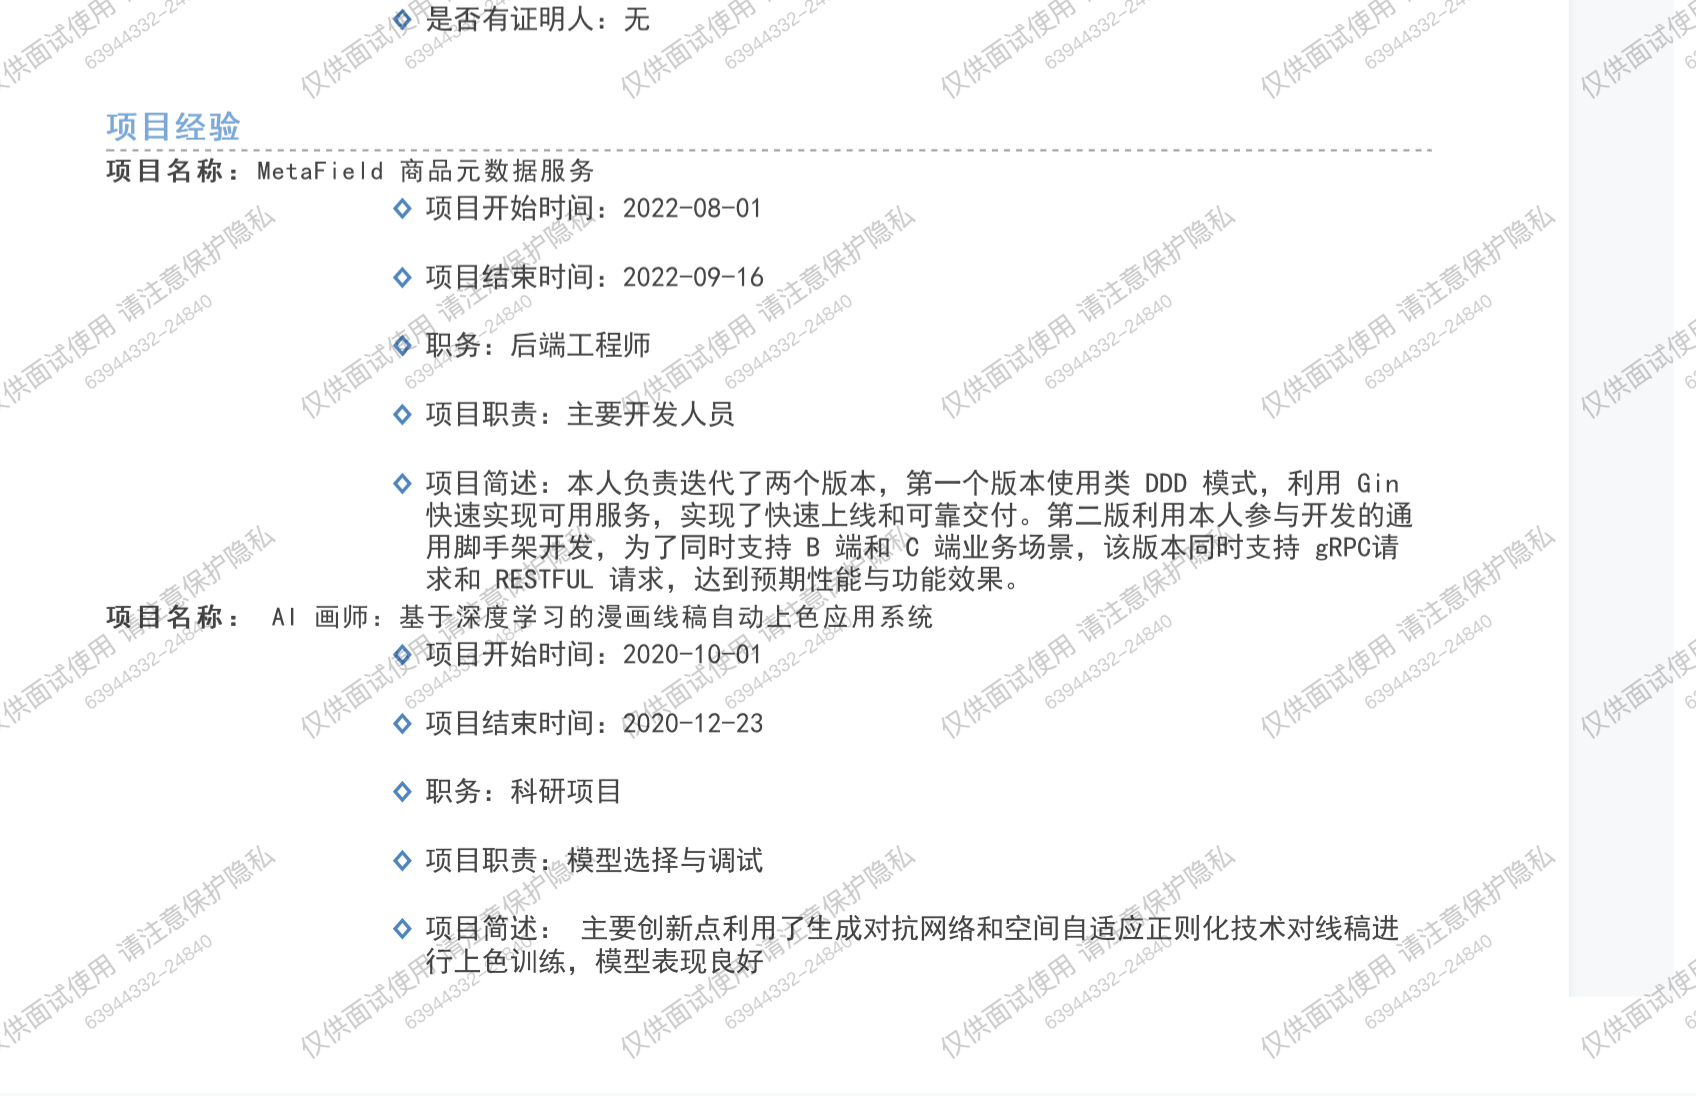 是否有证明人：无
项目经验
项目名称：MetaField 商品元数据服务
项目开始时间：2022-08-01
项目结束时间：2022-09-16
职务：后端工程师
项目职责：主要开发人员
项目简述：本人负责迭代了两个版本，第一个版本使用类 DDD 模式，利用 Gin
快速实现可用服务，实现了快速上线和可靠交付。第二版利用本人参与开发的通
用脚手架开发，为了同时支持 B 端和 C 端业务场景，该版本同时支持 gRPC请
求和 RESTFUL 请求，达到预期性能与功能效果。
项目名称： AI 画师：基于深度学习的漫画线稿自动上色应用系统
项目开始时间：2020-10-01
项目结束时间：2020-12-23
职务：科研项目
项目职责：模型选择与调试
项目简述： 主要创新点利用了生成对抗网络和空间自适应正则化技术对线稿进
行上色训练，模型表现良好
仅供面试使用 请注意保护隐私
63944332-24840